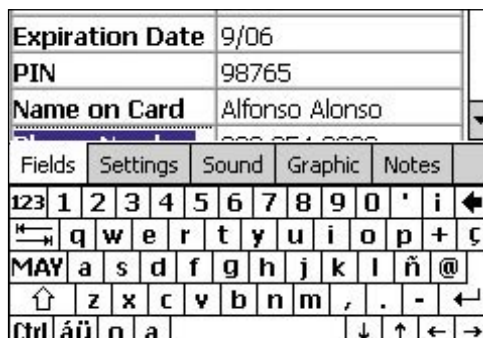 Expiration Date 9/06
PIN 98765
Name on Card Alfonso Alonso
Fields Settings Sound Graphic Notes
123 1 2 3 4 5 6 7 8 9 0 ' ¡
q w e r t y u i o p + ç
MAY a s d f g h j k l ñ @
z x c v b n m , . -
Ctrl áü º ª